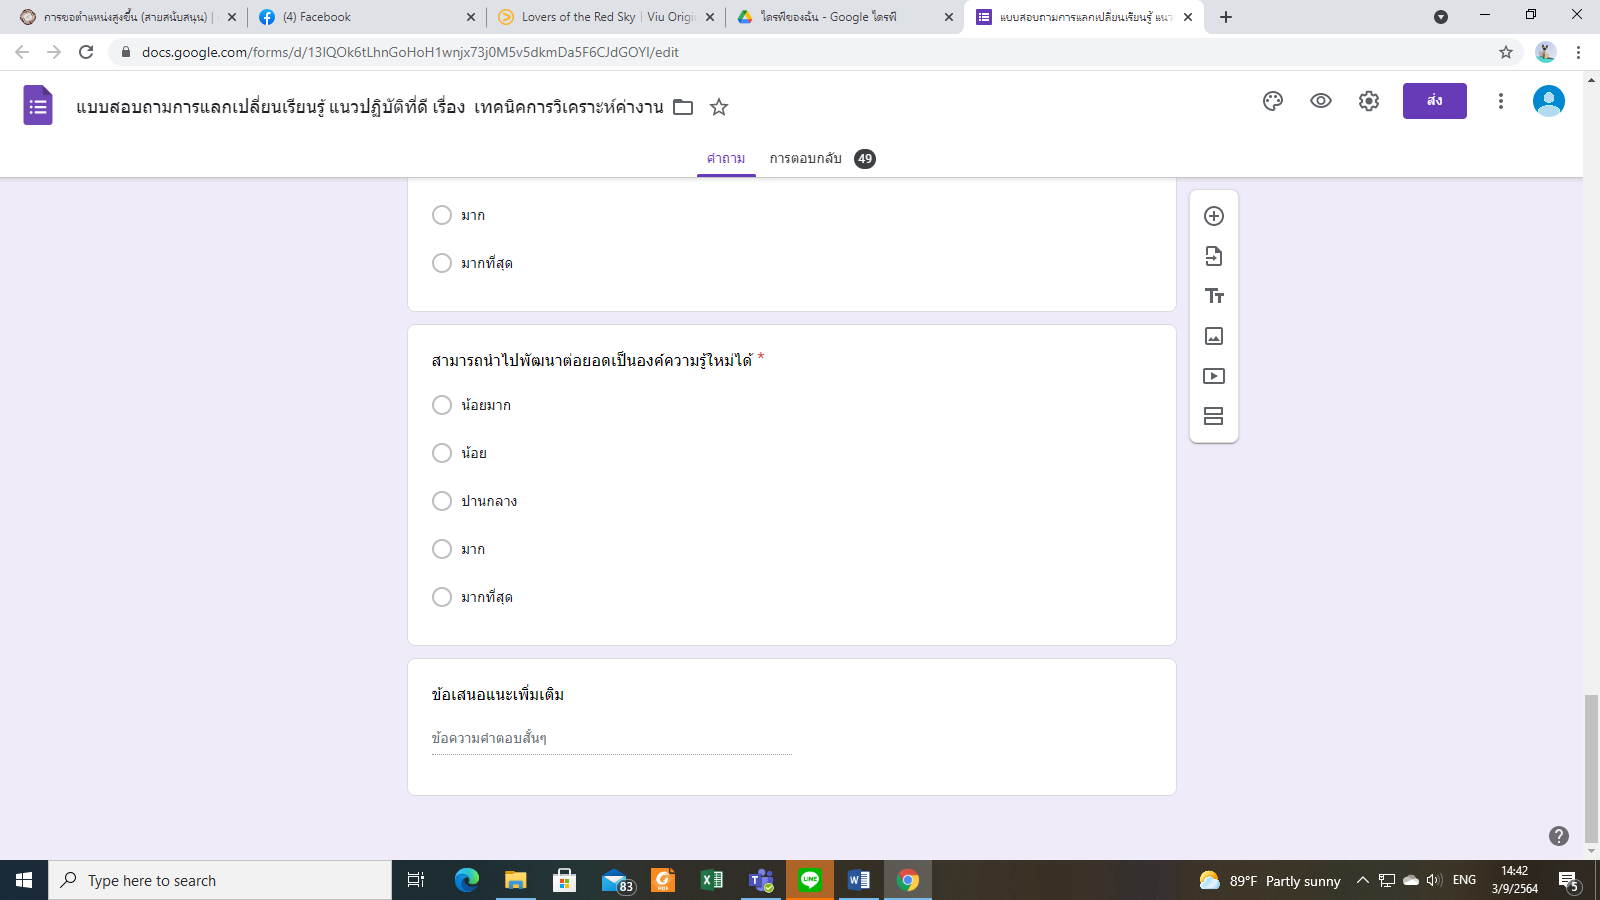 การขอตำแหน่งสูงขึ้น (สายสนับสนุน) |
(4) Facebook
Lovers of the Red Sky | Viu Origi
ไดรฟ์ของฉัน - Google ไดรฟ์
แบบสอบถามการแลกเปลี่ยนเรียนรู้ แนว
docs.google.com/forms/d/13IQOk6tLhnGoHoH1wnjx73j0M5v5dkmDa5F6CJdGOYI/edit
แบบสอบถามการแลกเปลี่ยนเรียนรู้ แนวปฏิบัติที่ดี เรื่อง เทคนิคการวิเคราะห์ค่างาน
ส่ง
คำถาม
การตอบกลับ 49
มาก
มากที่สุด
สามารถนำไปพัฒนาต่อยอดเป็นองค์ความรู้ใหม่ได้ *
น้อยมาก
น้อย
ปานกลาง
มาก
มากที่สุด
ข้อเสนอแนะเพิ่มเติม
ข้อความคำตอบสั้นๆ
Type here to search
83
89°F Partly sunny
ENG
14:42
3/9/2564
5